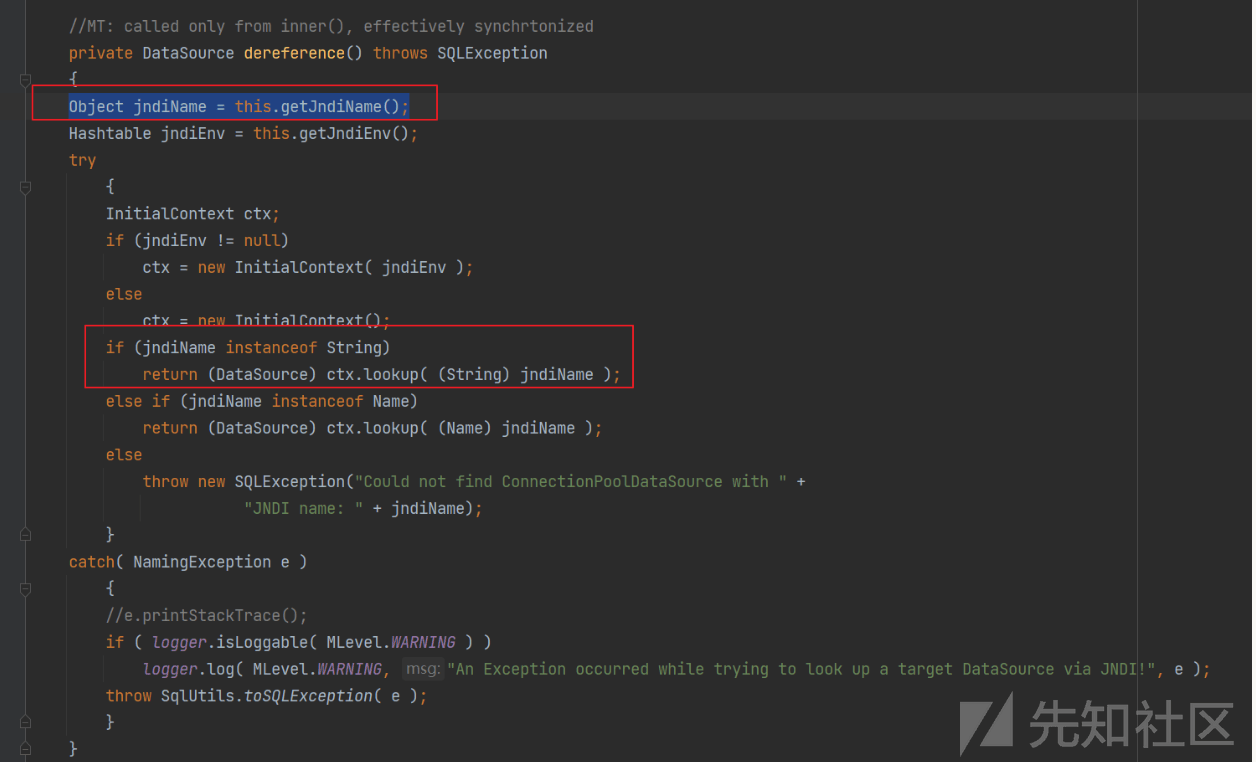 //MT: called only from inner(), effectively synchrtonized
private DataSource dereference() throws SQLException
{
Object jndiName = this.getJndiName();
Hashtable jndiEnv = this.getJndiEnv();
try
{
InitialContext ctx;
if (jndiEnv != null)
ctx = new InitialContext( jndiEnv );
else
ctx = new InitialContext();
if (jndiName instanceof String)
return (DataSource) ctx.lookup( (String) jndiName );
else if (jndiName instanceof Name)
return (DataSource) ctx.lookup( (Name) jndiName );
else
throw new SQLException("Could not find ConnectionPoolDataSource with " +
"JNDI name: " + jndiName);
}
catch( NamingException e )
{
//e.printStackTrace();
if ( logger.isLoggable( MLevel.WARNING ) )
logger.log( MLevel.WARNING, msg: "An Exception occurred while trying to look up a target DataSource via JNDI!", e );
throw SqlUtils.toSQLException( e );
}
}
先知社区